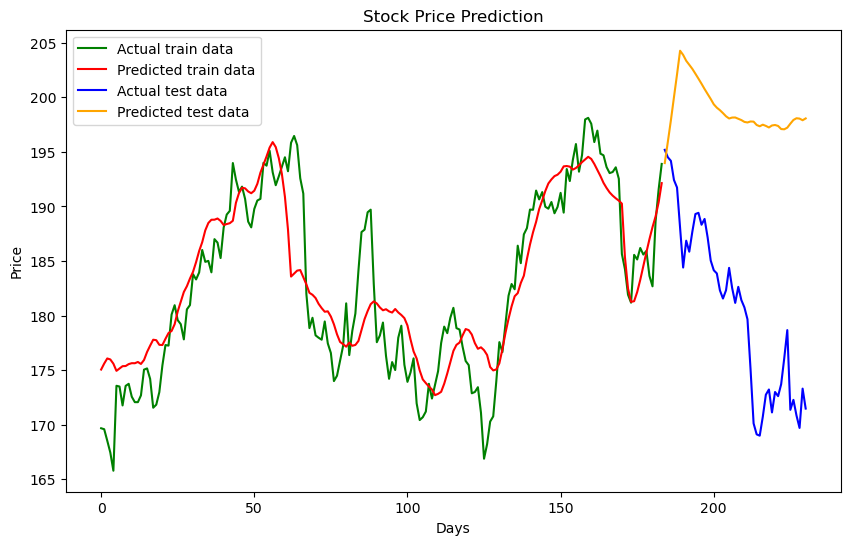 Stock Price Prediction
Actual train data
Predicted train data
Actual test data
Predicted test data
205
200
195
190
185
180
175
170
165
Price
0 50 100 150 200
Days